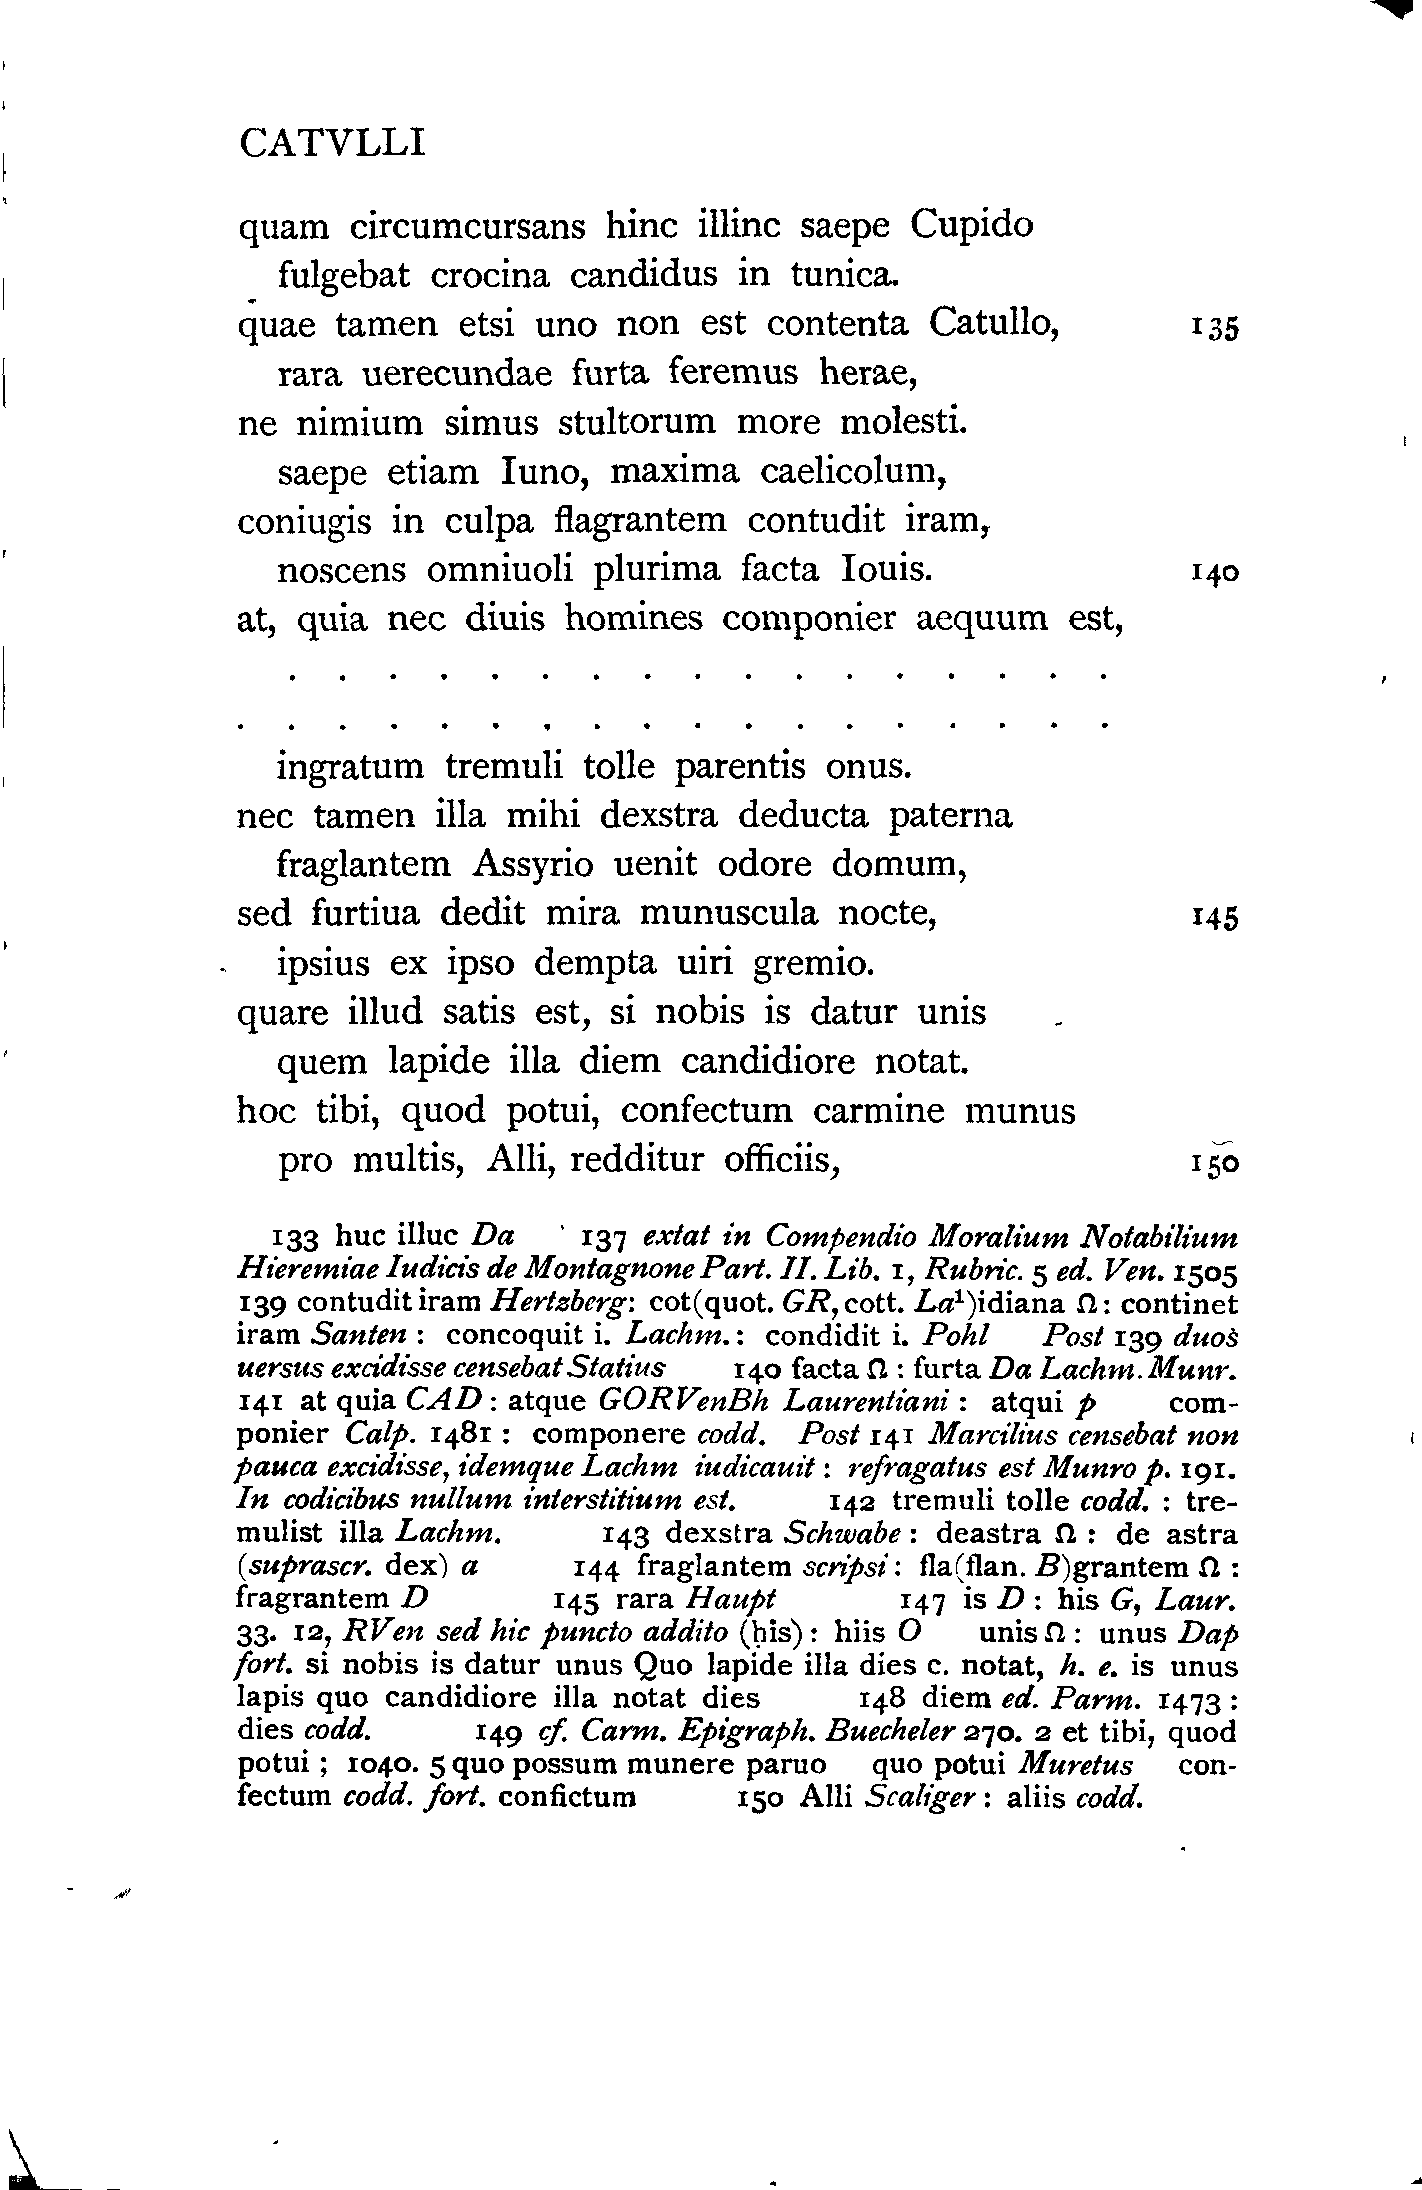 CATVLLI
quam circumcursans hinc illinc saepe Cupido
fulgebat crocina candidus in tunica.
quae tamen etsi uno non est contenta Catullo, 135
rara uerecundae furta feremus herae,
ne nimium simus stultorum more molesti.
saepe etiam Iuno, maxima caelicolum,
coniugis in culpa flagrantem contudit iram,
noscens omniuoli plurima facta Iouis. 140
at, quia nec diuis homines componier aequum est,
. . . . . . . . . . . . . . . . .
. . . . . . . . . . . . . . . . . .
ingratum tremuli tolle parentis onus.
nec tamen illa mihi dexstra deducta paterna
fraglantem Assyrio uenit odore domum,
sed furtiua dedit mira munuscula nocte, 145
ipsius ex ipso dempta uiri gremio.
quare illud satis est, si nobis is datur unis
quem lapide illa diem candidiore notat.
hoc tibi, quod potui, confectum carmine munus
pro multis, Alli, redditur officiis, 150
133 huc illuc Da 137 extat in Compendio Moralium Notabilium
Hieremiae Iudicis de Montagnone Part. II. Lib. 1, Rubric. 5 ed. Ven. 1505
139 contudit iram Hertzberg: cot(quot. GR, cott. La¹)idiana Ω: continet
iram Santen : concoquit i. Lachm.: condidit i. Pohl Post 139 duos
uersus excidisse censebat Statius 140 facta Ω : furta Da Lachm. Munr.
141 at quia CAD : atque GORVenBh Laurentiani : atqui p com-
ponier Calp. 1481 : componere codd. Post 141 Marcilius censebat non
pauca excidisse, idemque Lachm iudicauit : refragatus est Munro p. 191.
In codicibus nullum interstitium est. 142 tremuli tolle codd. : tre-
mulist illa Lachm. 143 dexstra Schwabe : deastra Ω : de astra
(suprascr. dex) a 144 fraglantem scripsi : fla(flan. B)grantem Ω :
fragrantem D 145 rara Haupt 147 is D : his G, Laur.
33. 12, RVen sed hic puncto addito (ḥis) : hiis O unis Ω : unus Dap
fort. si nobis is datur unus Quo lapide illa dies c. notat, h. e. is unus
lapis quo candidiore illa notat dies 148 diem ed. Parm. 1473 :
dies codd. 149 cf. Carm. Epigraph. Buecheler 270. 2 et tibi, quod
potui ; 1040. 5 quo possum munere paruo quo potui Muretus con-
fectum codd. fort. confictum 150 Alli Scaliger : aliis codd.